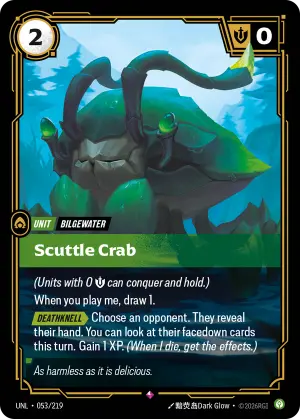 2
0
UNIT BILGEWATER
Scuttle Crab
(Units with 0 can conquer and hold.)
When you play me, draw 1.
DEATHKNELL Choose an opponent. They reveal
their hand. You can look at their facedown cards
this turn. Gain 1 XP. (When I die, get the effects.)
As harmless as it is delicious.
UNL • 053/219
Dark Glow • ©2026RGI